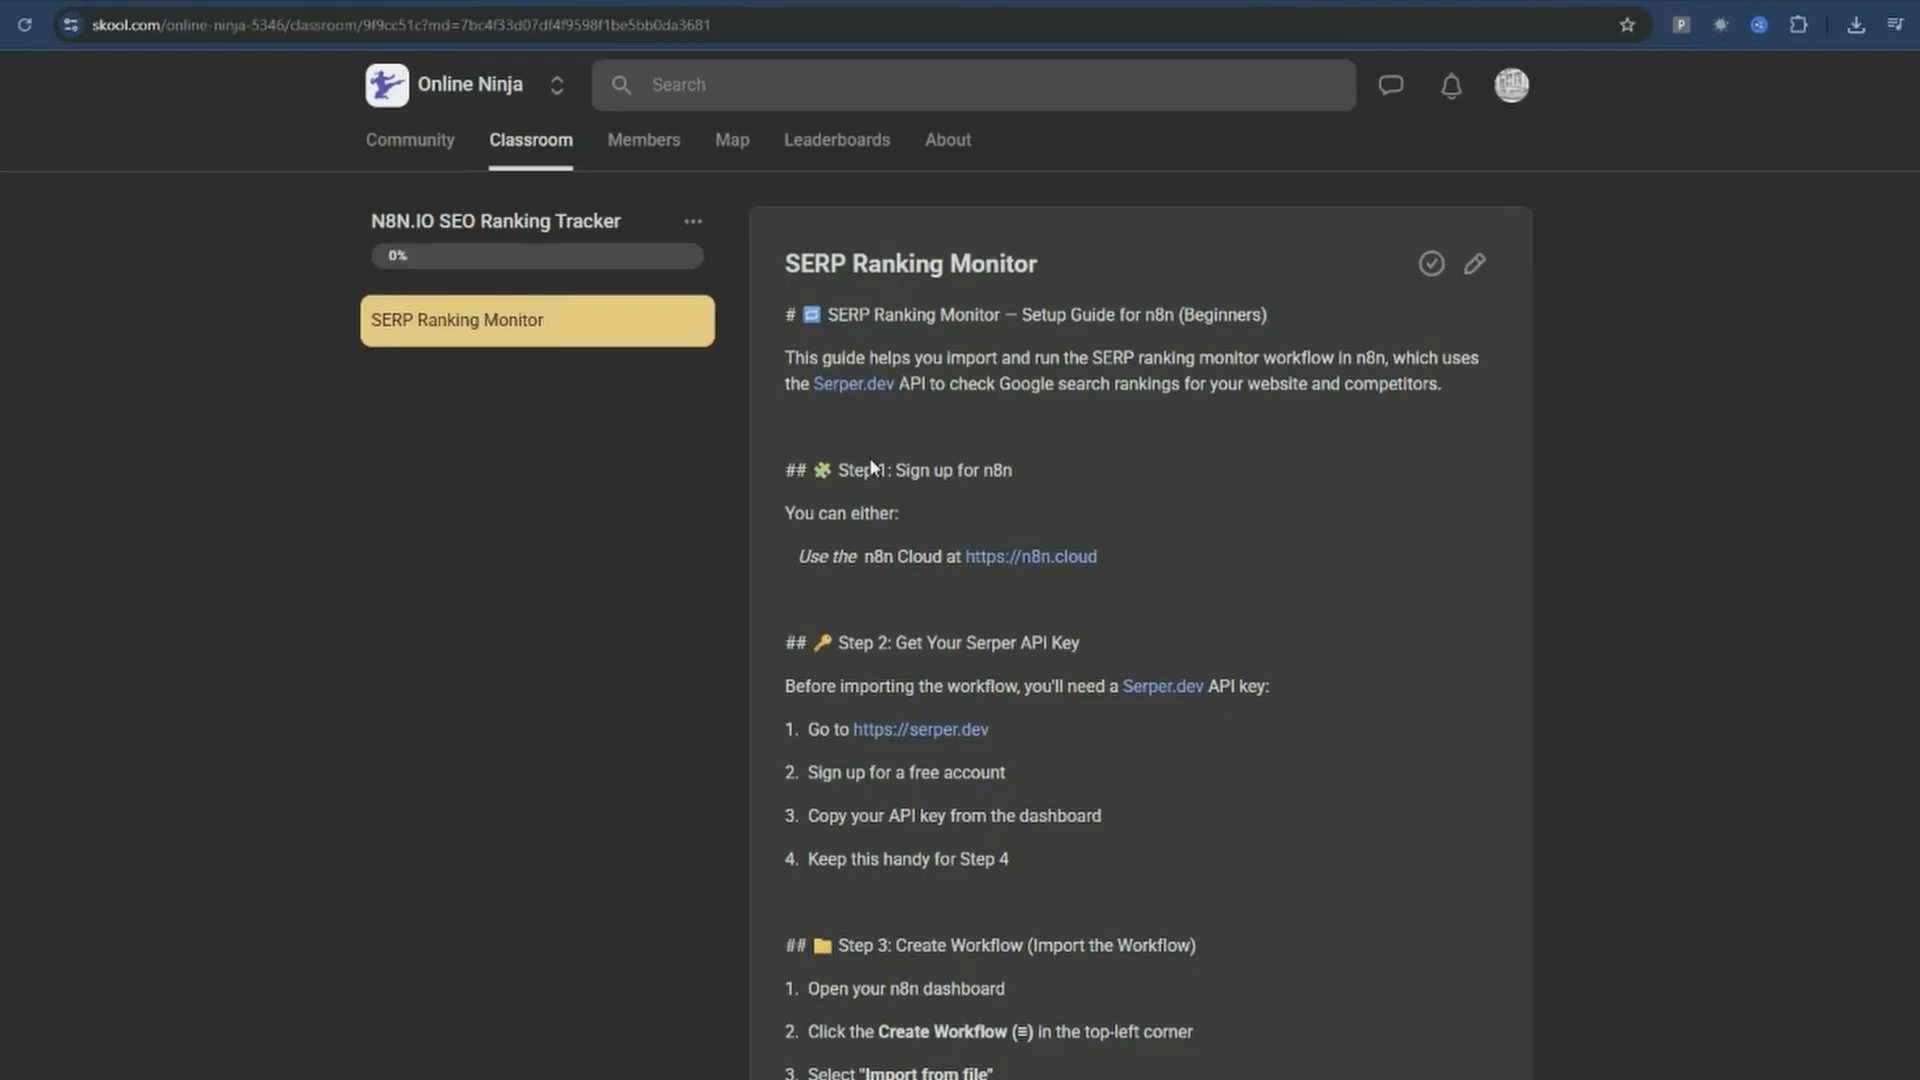 skool.com/online-ninja-5346/classroom/9f9cc51c?md=7bc4f33d07df4f9598f1be5bb0da3681
P
Online Ninja
Search
Community Classroom Members Map Leaderboards About
N8N.IO SEO Ranking Tracker
0%
SERP Ranking Monitor
SERP Ranking Monitor
# 🔁 SERP Ranking Monitor — Setup Guide for n8n (Beginners)
This guide helps you import and run the SERP ranking monitor workflow in n8n, which uses
the Serper.dev API to check Google search rankings for your website and competitors.
## 🧩 Step 1: Sign up for n8n
You can either:
Use the n8n Cloud at https://n8n.cloud
## 🔑 Step 2: Get Your Serper API Key
Before importing the workflow, you'll need a Serper.dev API key:
1. Go to https://serper.dev
2. Sign up for a free account
3. Copy your API key from the dashboard
4. Keep this handy for Step 4
## 📁 Step 3: Create Workflow (Import the Workflow)
1. Open your n8n dashboard
2. Click the Create Workflow (≡) in the top-left corner
3. Select "Import from file"